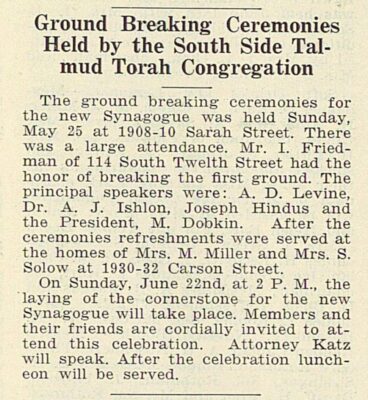 Ground Breaking Ceremonies
Held by the South Side Tal-
mud Torah Congregation
The ground breaking ceremonies for
the new Synagogue was held Sunday,
May 25 at 1908-10 Sarah Street. There
was a large attendance. Mr. I. Fried-
man of 114 South Twelth Street had the
honor of breaking the first ground. The
principal speakers were: A. D. Levine,
Dr. A. J. Ishlon, Joseph Hindus and
the President, M. Dobkin. After the
ceremonies refreshments were served at
the homes of Mrs. M. Miller and Mrs. S.
Solow at 1930-32 Carson Street.
On Sunday, June 22nd, at 2 P. M., the
laying of the cornerstone for the new
Synagogue will take place. Members and
their friends are cordially invited to at-
tend this celebration. Attorney Katz
will speak. After the celebration lunch-
eon will be served.